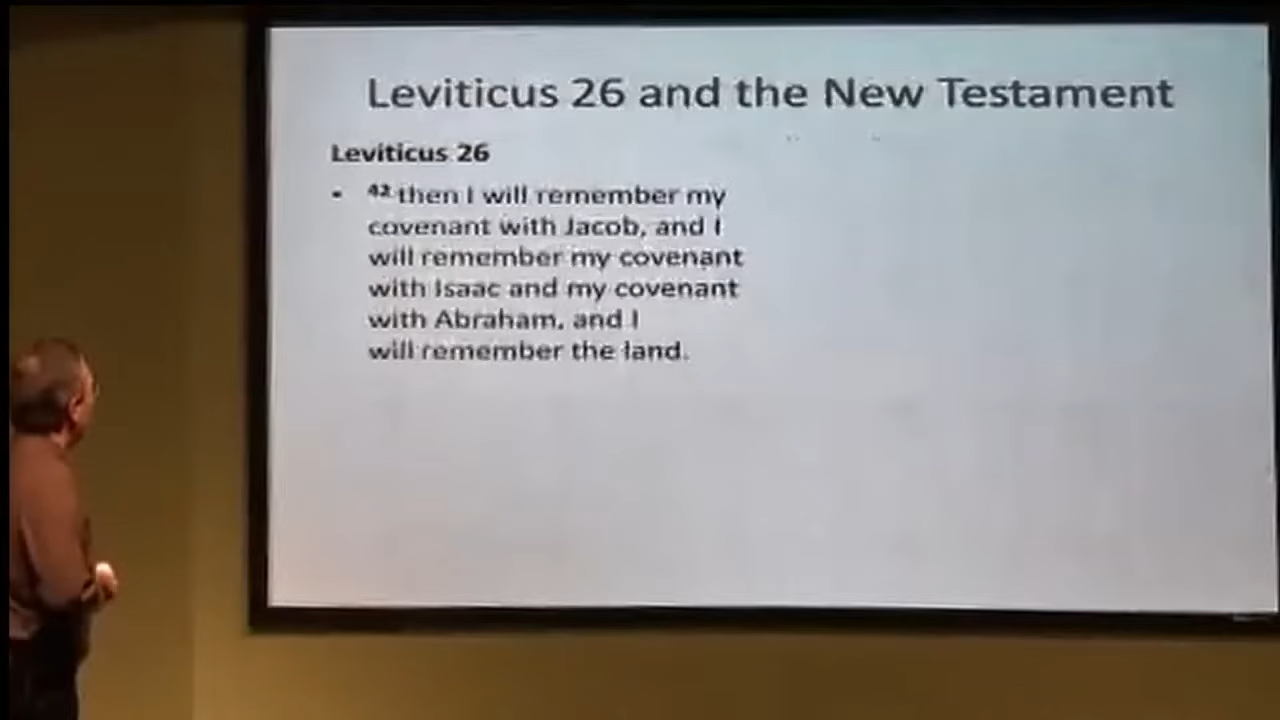 Leviticus 26 and the New Testament
Leviticus 26
• 42 then I will remember my
covenant with Jacob, and I
will remember my covenant
with Isaac and my covenant
with Abraham, and I
will remember the land.